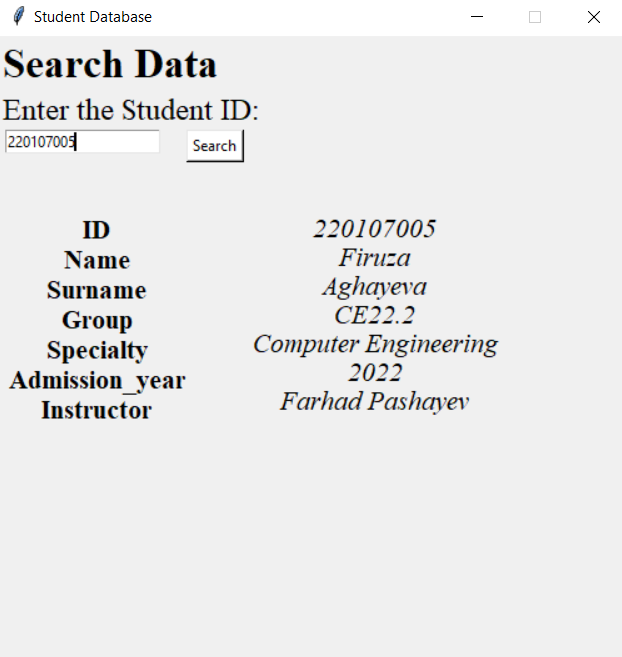 Student Database
Search Data
Enter the Student ID:
220107005
Search
ID 220107005
Name Firuza
Surname Aghayeva
Group CE22.2
Specialty Computer Engineering
Admission_year 2022
Instructor Farhad Pashayev